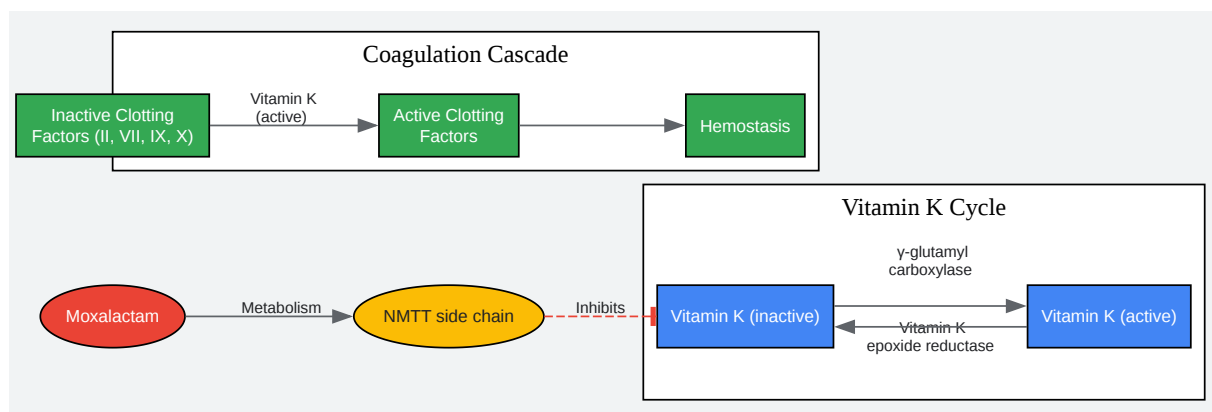 Coagulation Cascade
Inactive Clotting
Factors (II, VII, IX, X)
Vitamin K
(active)
Active Clotting
Factors
Hemostasis
Vitamin K Cycle
γ-glutamyl
carboxylase
Moxalactam
Metabolism
NMTT side chain
Inhibits
Vitamin K (inactive)
Vitamin K
epoxide reductase
Vitamin K (active)